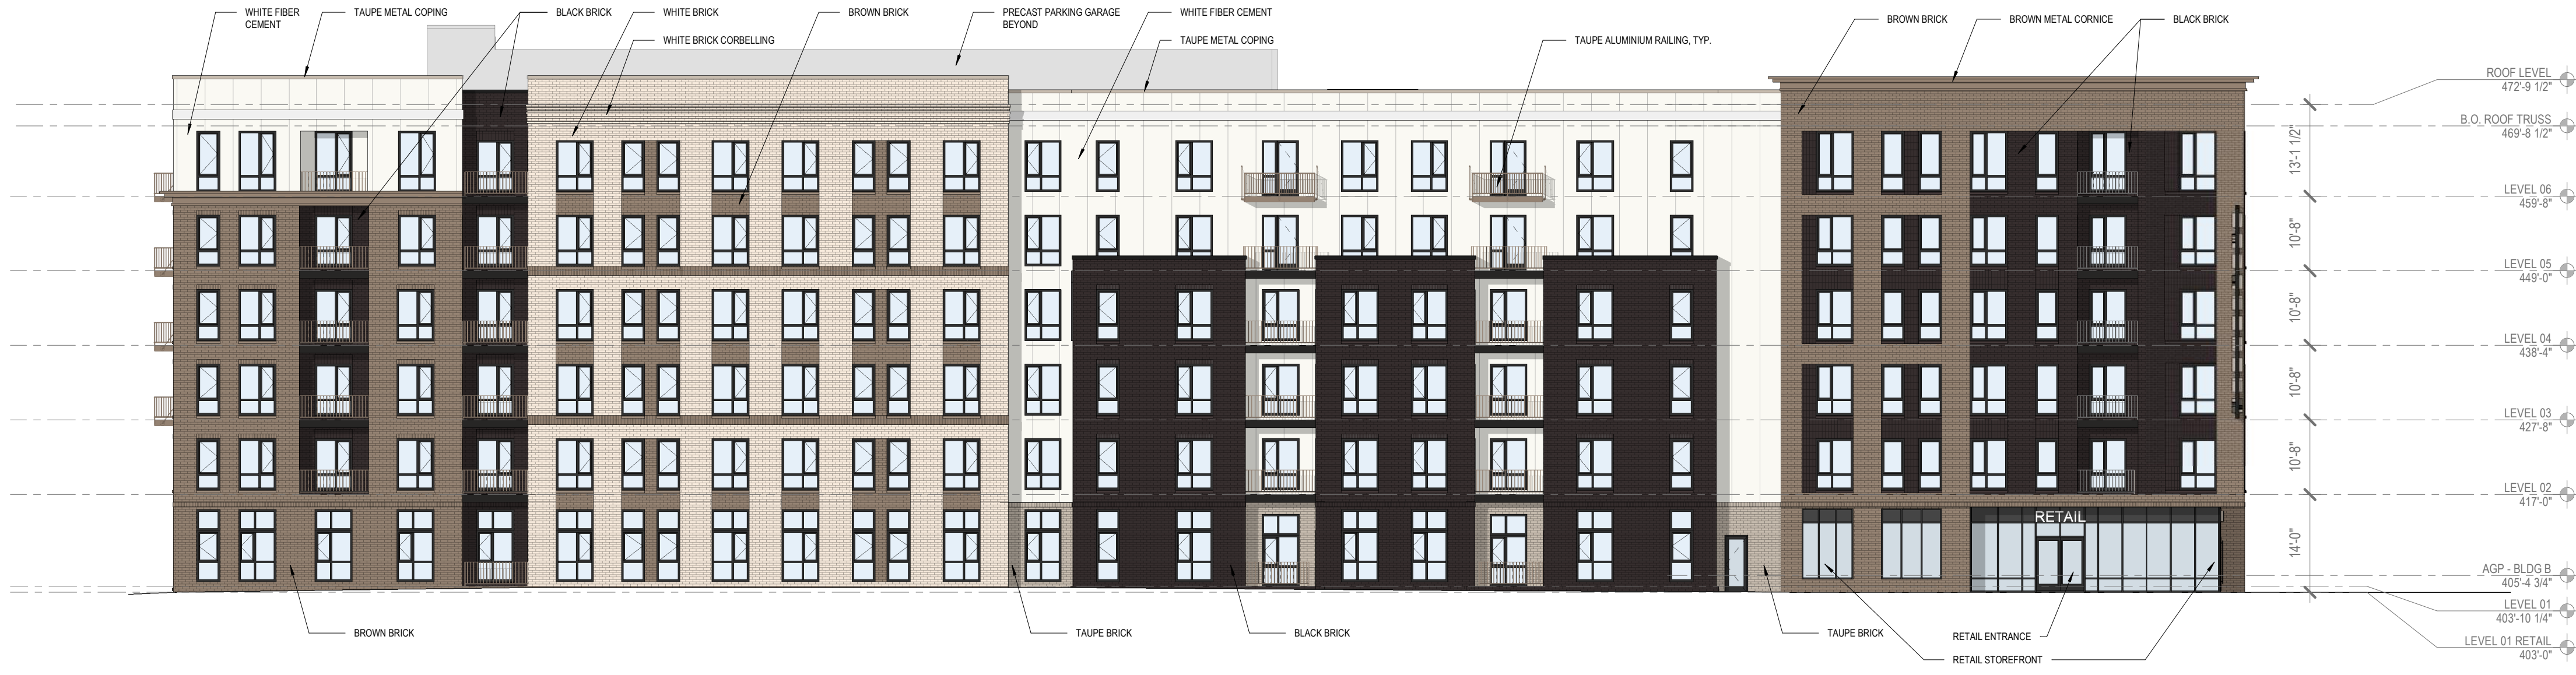 WHITE FIBER
CEMENT
TAUPE METAL COPING
BLACK BRICK
WHITE BRICK
WHITE BRICK CORBELLING
BROWN BRICK
PRECAST PARKING GARAGE
BEYOND
WHITE FIBER CEMENT
TAUPE METAL COPING
TAUPE ALUMINIUM RAILING, TYP.
BROWN BRICK
BROWN METAL CORNICE
BLACK BRICK
ROOF LEVEL
472'-9 1/2"
B.O. ROOF TRUSS
469'-8 1/2"
13'-1 1/2"
LEVEL 06
459'-8"
10'-8"
LEVEL 05
449'-0"
10'-8"
LEVEL 04
438'-4"
10'-8"
LEVEL 03
427'-8"
10'-8"
LEVEL 02
417'-0"
RETAIL
14'-0"
AGP - BLDG B
405'-4 3/4"
LEVEL 01
403'-10 1/4"
LEVEL 01 RETAIL
403'-0"
BROWN BRICK
TAUPE BRICK
BLACK BRICK
TAUPE BRICK
RETAIL ENTRANCE
RETAIL STOREFRONT